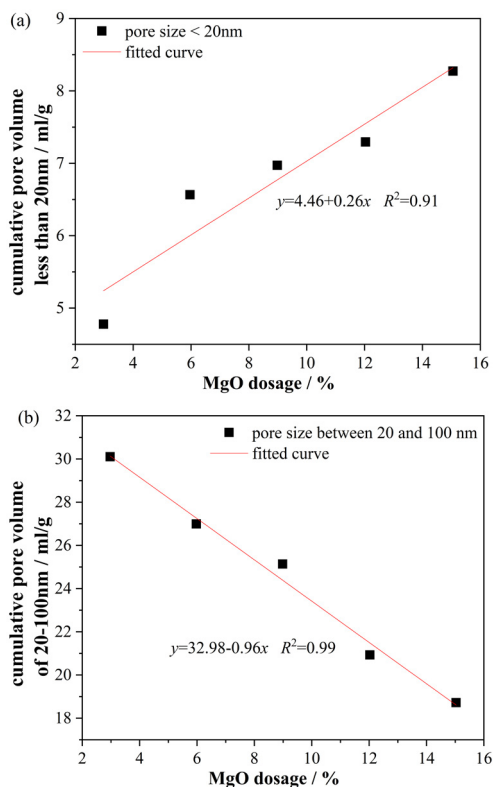 (a)
pore size < 20nm
fitted curve
cumulative pore volume
less than 20nm / ml/g
9
8
7
6
5
y=4.46+0.26x R²=0.91
2 4 6 8 10 12 14 16
MgO dosage / %
(b)
pore size between 20 and 100 nm
fitted curve
cumulative pore volume
of 20-100nm / ml/g
32
30
28
26
24
22
20
18
y=32.98-0.96x R²=0.99
2 4 6 8 10 12 14 16
MgO dosage / %